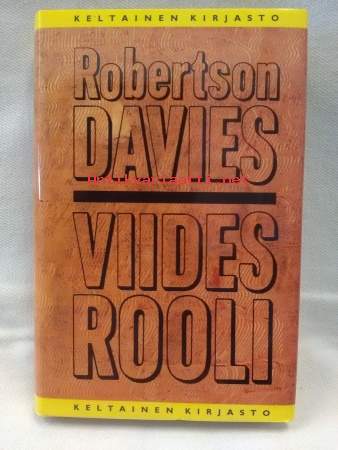 KELTAINEN KIRJASTO
Robertson
DAVIES
VIIDES
ROOLI
KELTAINEN KIRJASTO